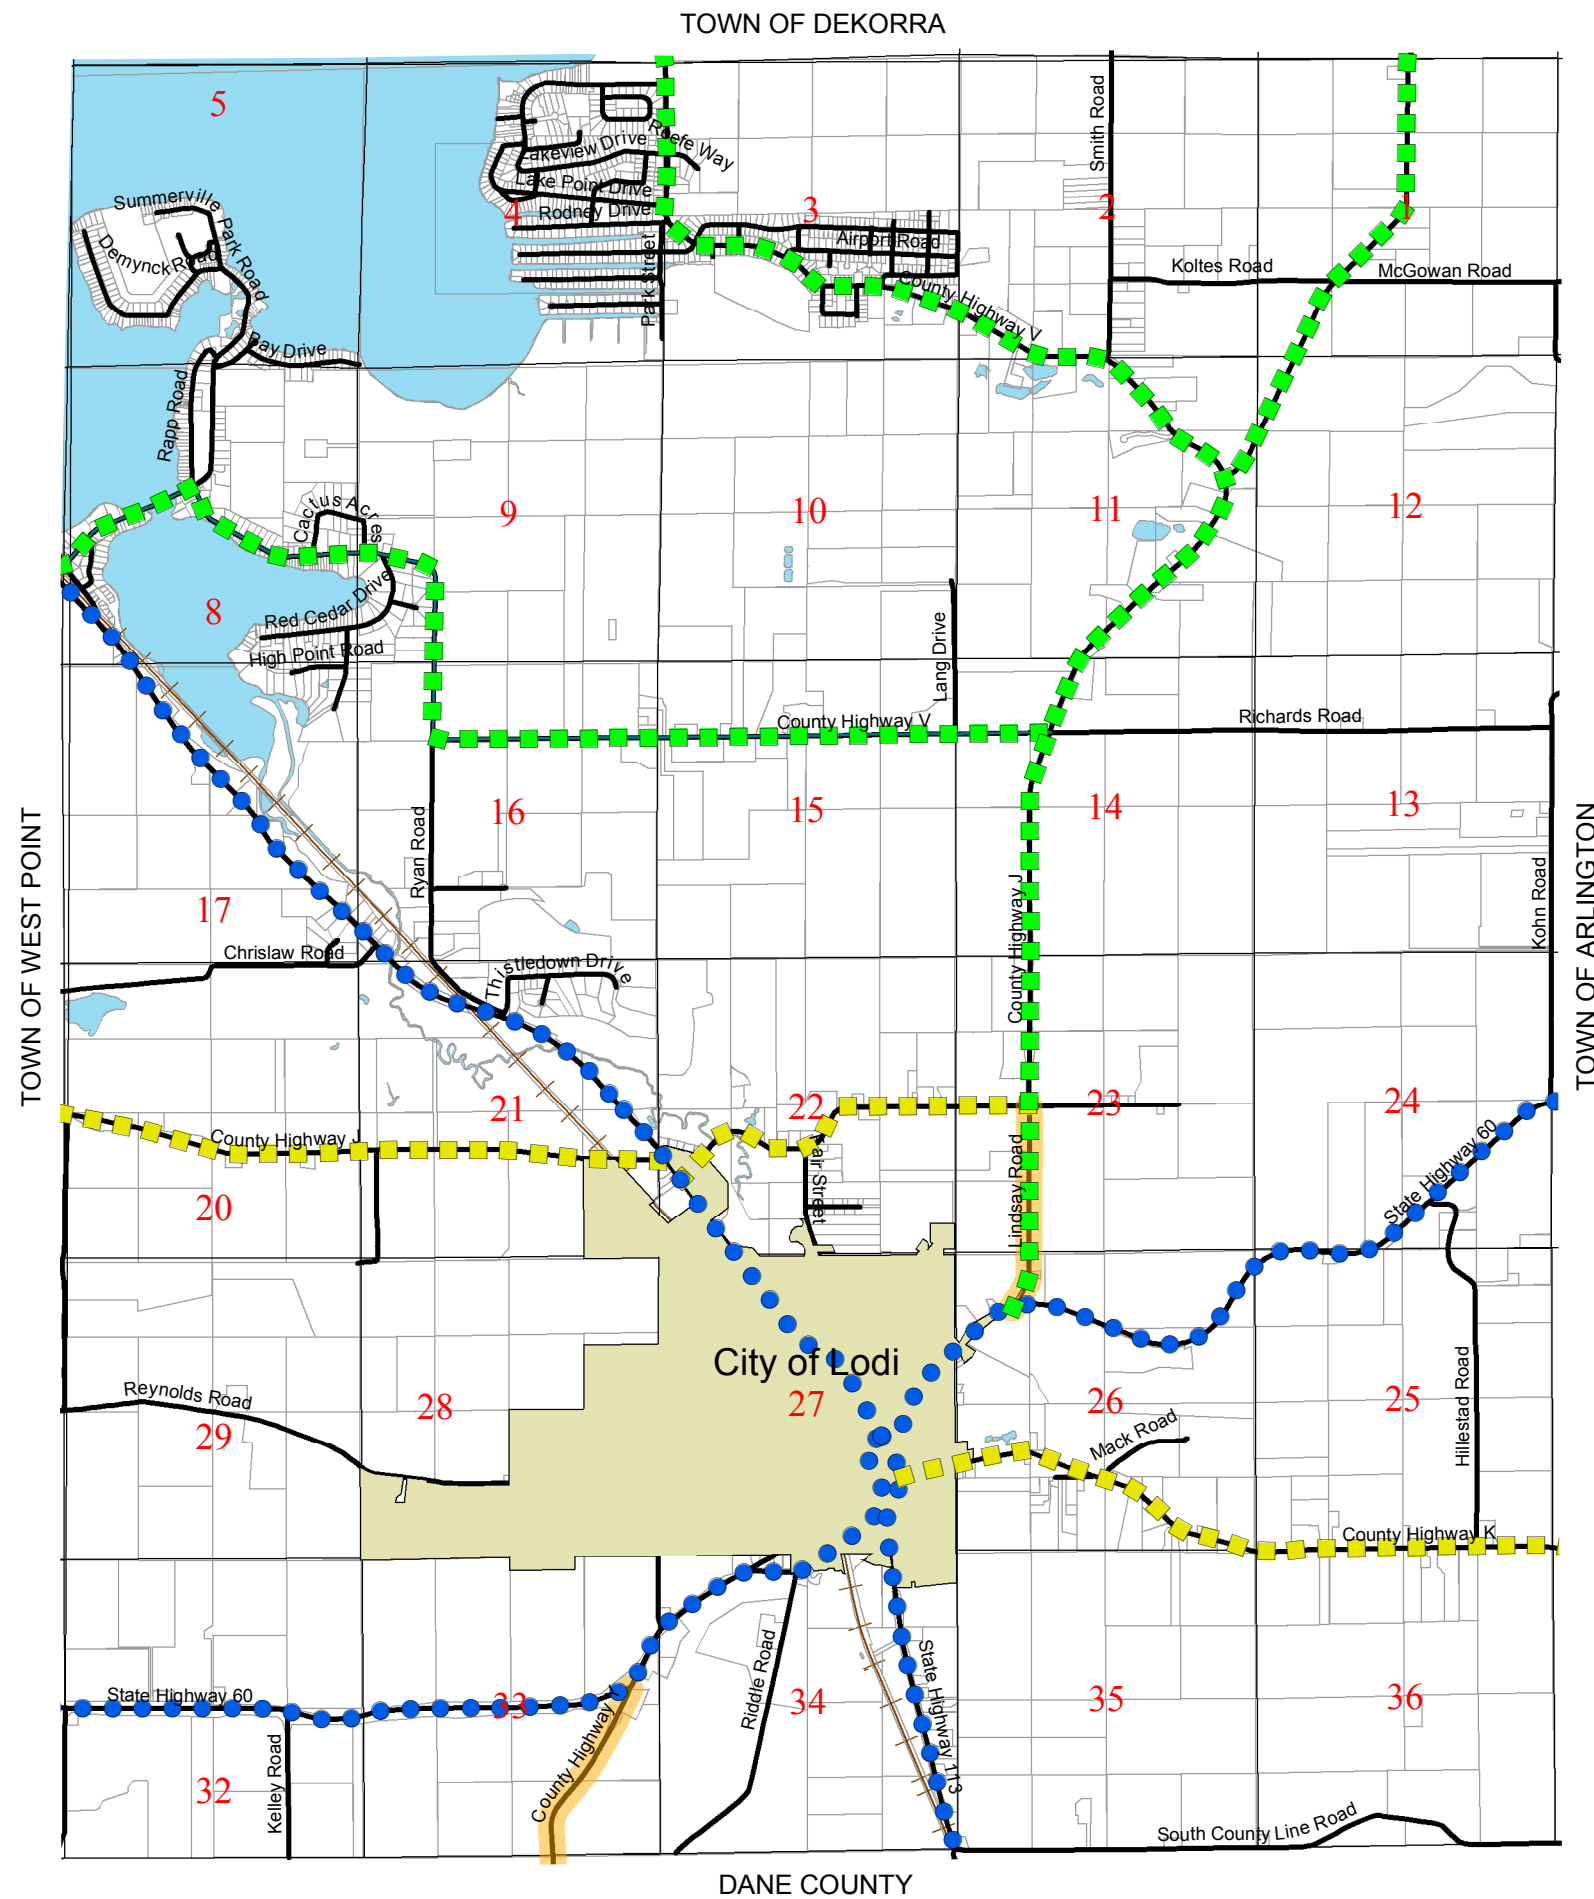 TOWN OF DEKORRA
5
Smith Road
Reefe Way
Lakeview Drive
Lake Point Drive
Summerville Park Road
4
Rodney Drive
3
2
1
Airport Road
Demynck Road
Park Street
Koltes Road
McGowan Road
County Highway V
Bay Drive
Rapp Road
Cactus Acres
9
10
11
12
Red Cedar Drive
8
High Point Road
Lang Drive
County Highway V
Richards Road
16
15
14
13
TOWN OF WEST POINT
TOWN OF ARLINGTON
Ryan Road
County Highway J
Kohn Road
17
Chrislaw Road
Thistledown Drive
21
22
23
24
County Highway J
Fair Street
Lindsay Road
State Highway 60
20
City of Lodi
Reynolds Road
28
27
26
25
29
Mack Road
Hillestad Road
County Highway K
State Highway 60
33
Riddle Road
34
State Highway 113
35
36
County Highway
Kelley Road
32
South County Line Road
DANE COUNTY